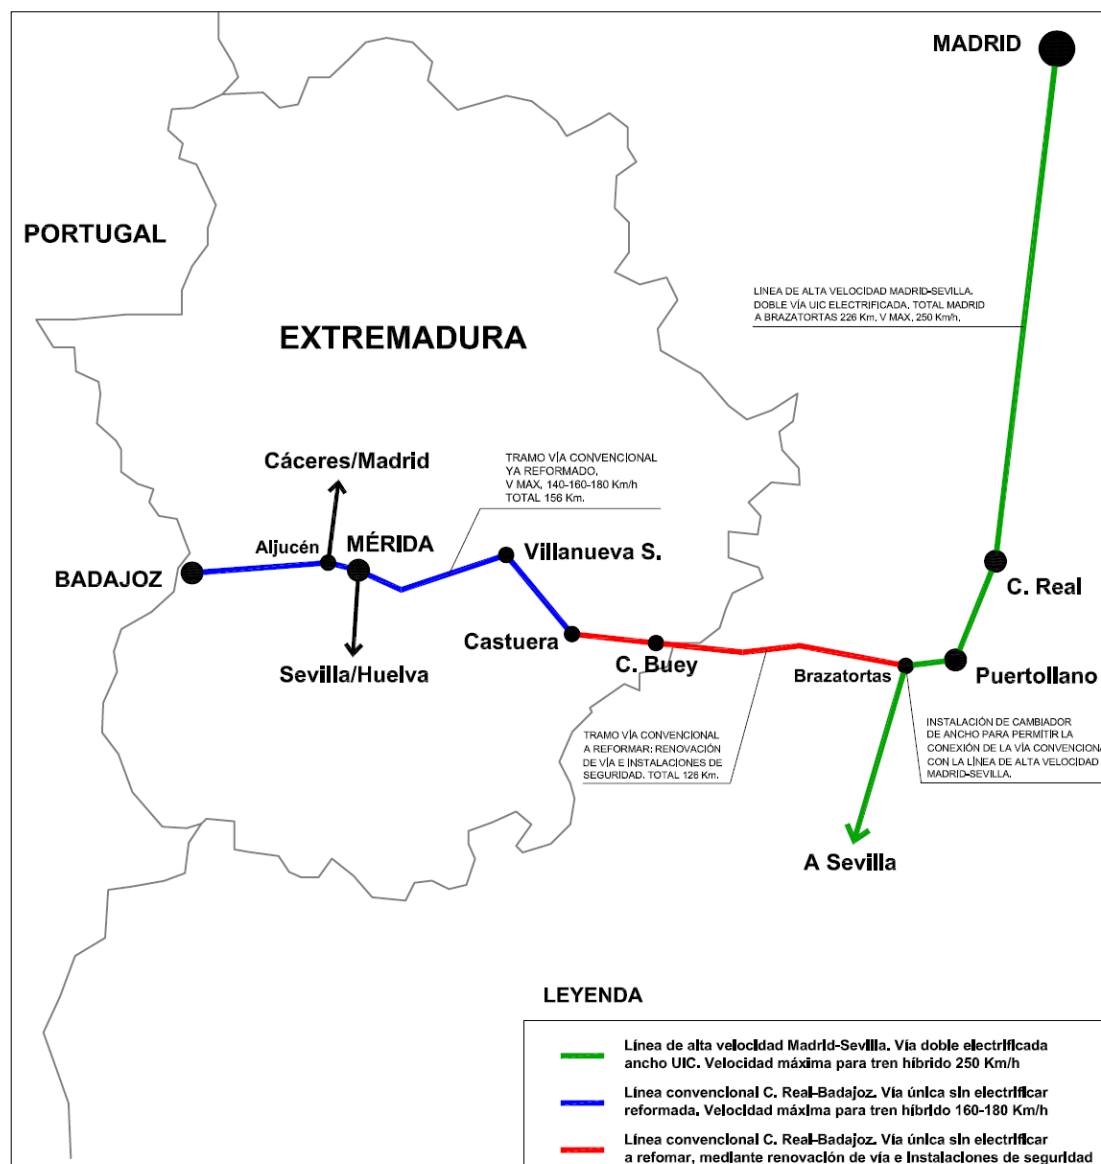 MADRID
PORTUGAL
LINEA DE ALTA VELOCIDAD MADRID-SEVILLA.
DOBLE VÍA UIC ELECTRIFICADA. TOTAL MADRID
A BRAZATORTAS 226 Km. V MAX. 250 Km/h.
EXTREMADURA
Cáceres/Madrid
TRAMO VÍA CONVENCIONAL
YA REFORMADO.
V MAX. 140-160-180 Km/h
TOTAL 156 Km.
Aljucén
MÉRIDA
Villanueva S.
BADAJOZ
C. Real
Castuera
C. Buey
Sevilla/Huelva
Brazatortas
Puertollano
TRAMO VÍA CONVENCIONAL
A REFORMAR: RENOVACIÓN
DE VÍA E INSTALACIONES DE
SEGURIDAD. TOTAL 126 Km.
INSTALACIÓN DE CAMBIADOR
DE ANCHO PARA PERMITIR LA
CONEXIÓN DE LA VÍA CONVENCIONA
CON LA LÍNEA DE ALTA VELOCIDAD
MADRID-SEVILLA.
A Sevilla
LEYENDA
Línea de alta velocidad Madrid-Sevilla. Vía doble electrificada
ancho UIC. Velocidad máxima para tren híbrido 250 Km/h
Línea convencional C. Real-Badajoz. Vía única sin electrificar
reformada. Velocidad máxima para tren híbrido 160-180 Km/h
Línea convencional C. Real-Badajoz. Vía única sin electrificar
a refomar, mediante renovación de vía e instalaciones de seguridad